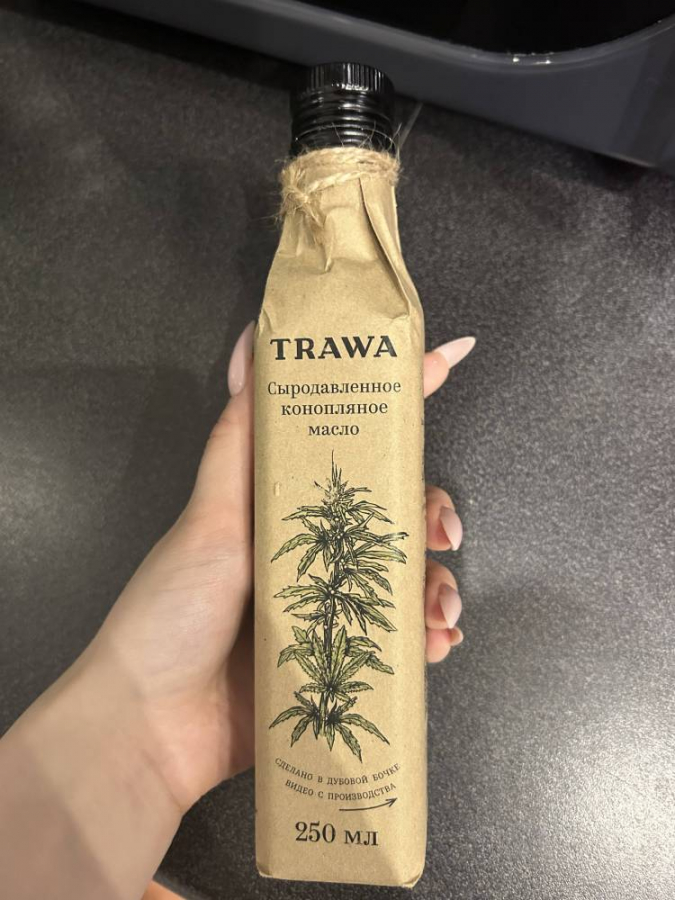 TRAWA
Сыродавленное
конопляное
масло
СДЕЛАНО В ДУБОВОЙ БОЧКЕ
ВИДЕО С ПРОИЗВОДСТВА
250 мл